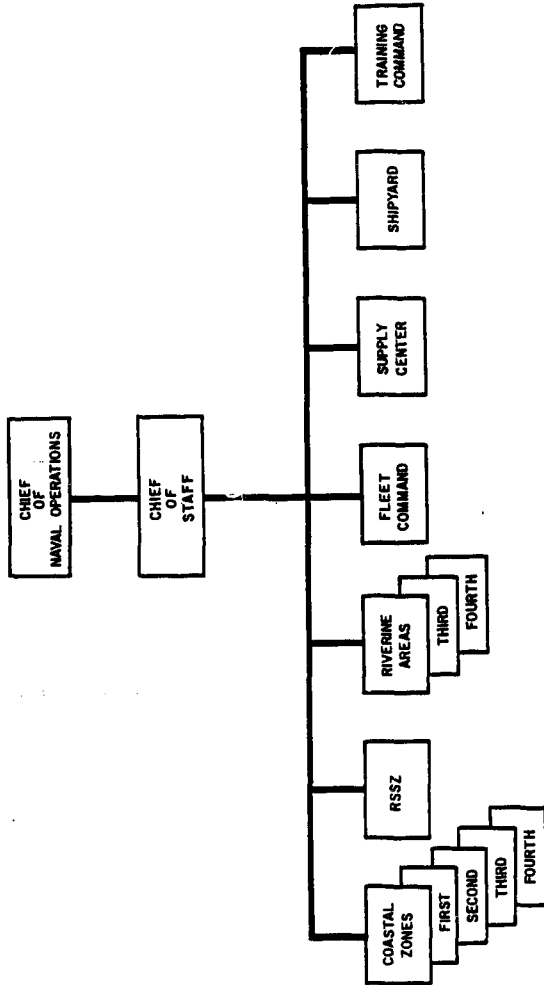 CHIEF
OF
NAVAL OPERATIONS
CHIEF
OF
STAFF
COASTAL
ZONES
FIRST
SECOND
THIRD
FOURTH
RSSZ
RIVERINE
AREAS
THIRD
FOURTH
FLEET
COMMAND
SUPPLY
CENTER
SHIPYARD
TRAINING
COMMAND